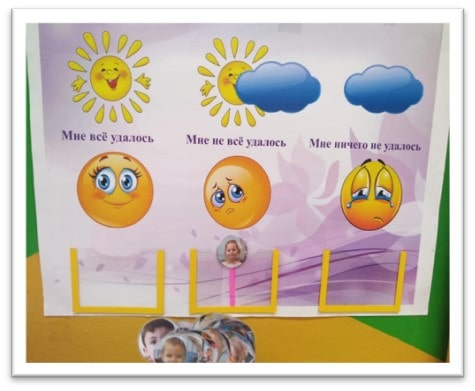 Мне всё удалось
Мне не всё удалось
Мне ничего не удалось